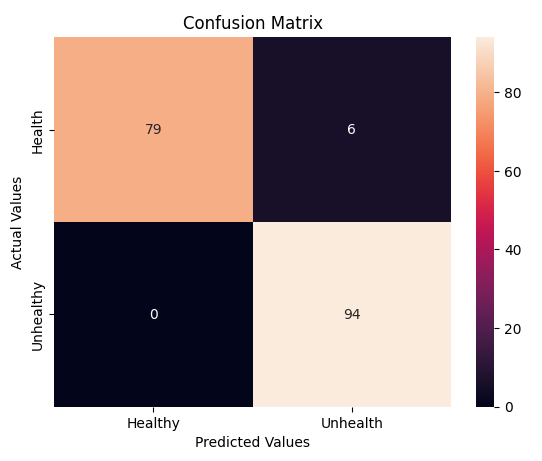 Confusion Matrix
Actual Values
Health
79
6
Unhealthy
0
94
Healthy
Unhealth
Predicted Values
80
60
40
20
0